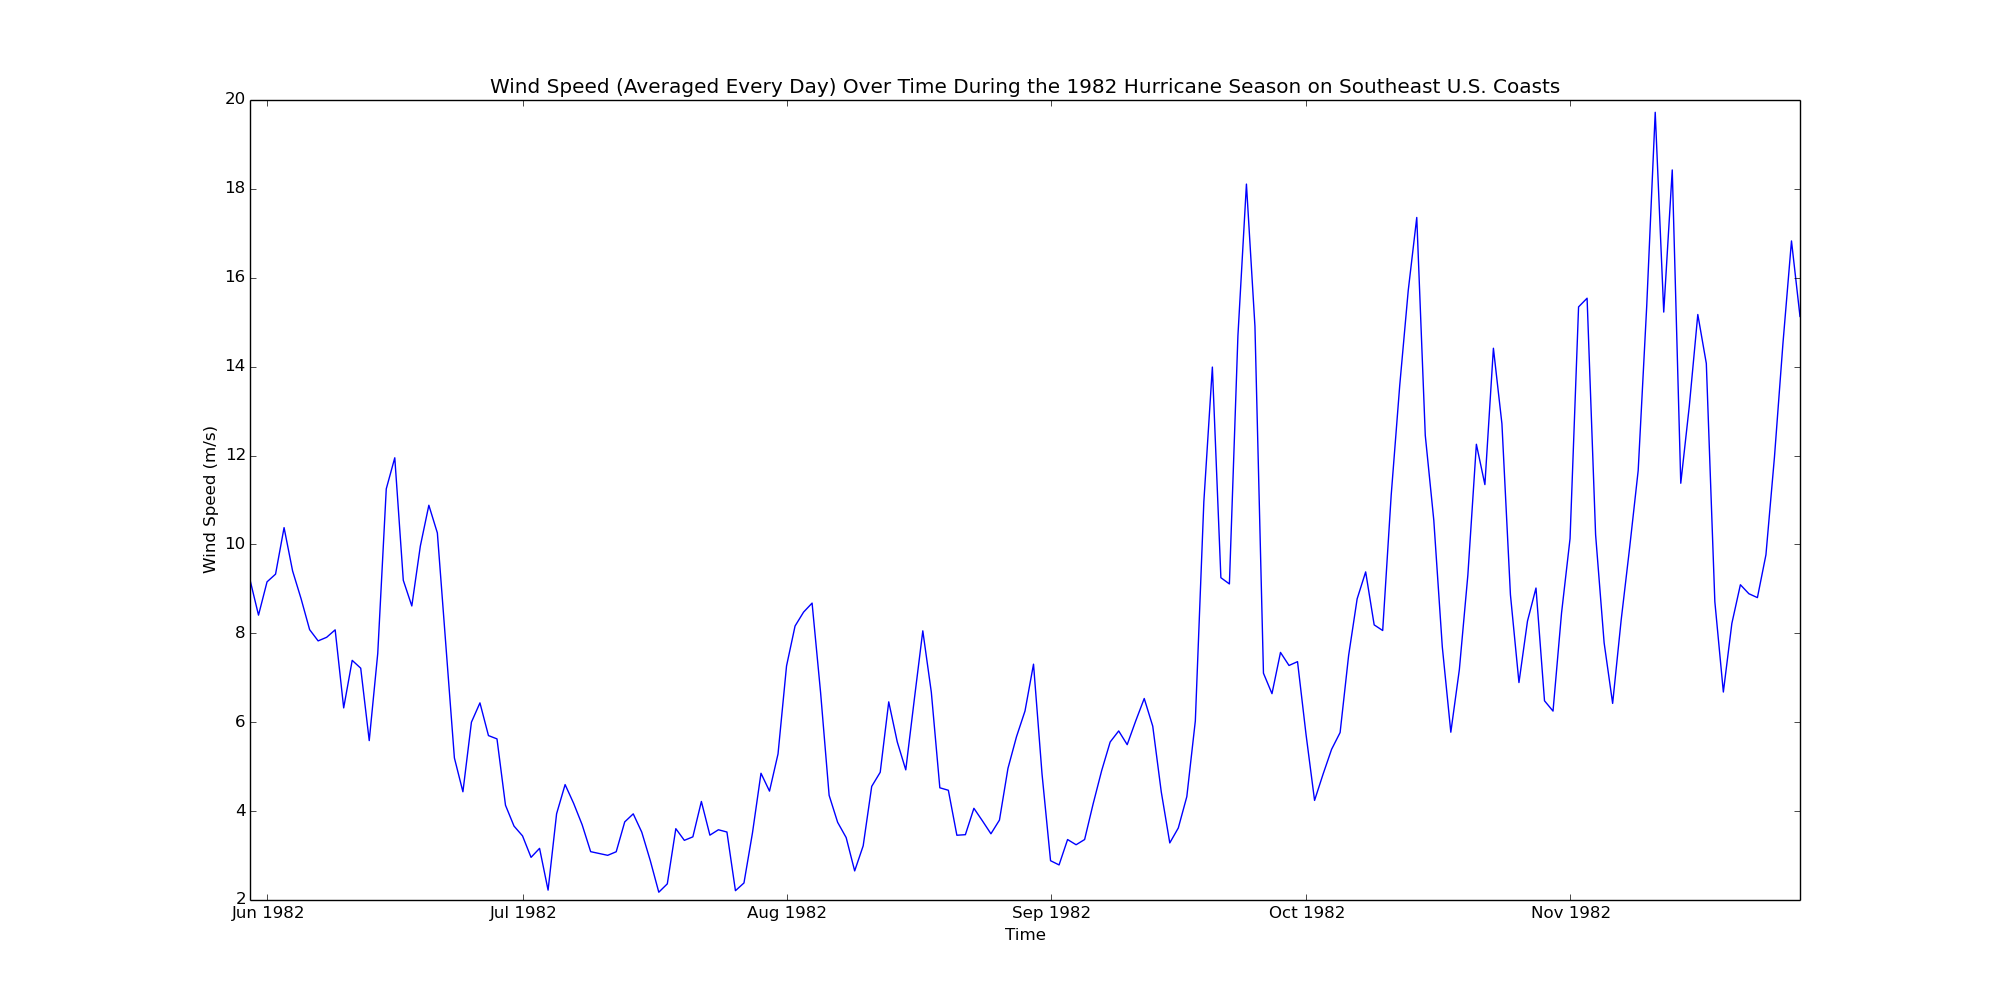 Wind Speed (Averaged Every Day) Over Time During the 1982 Hurricane Season on Southeast U.S. Coasts
20
18
16
14
12
10
8
6
4
2
Wind Speed (m/s)
Jun 1982 Jul 1982 Aug 1982 Sep 1982 Oct 1982 Nov 1982
Time